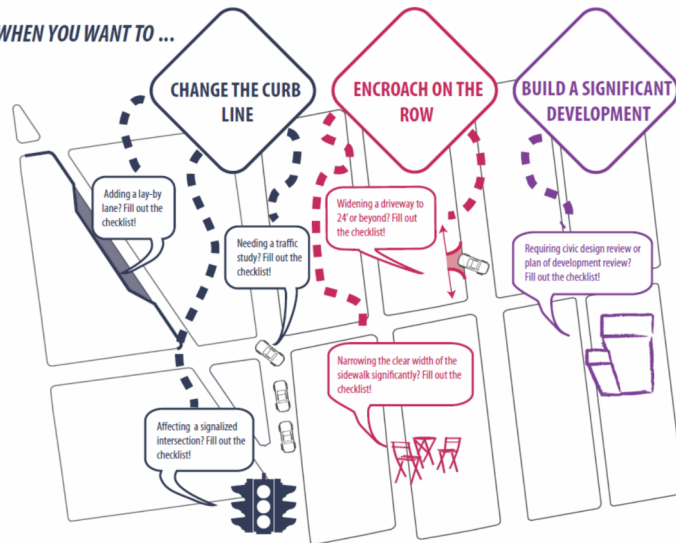 WHEN YOU WANT TO ...
CHANGE THE CURB
LINE
ENCROACH ON THE
ROW
BUILD A SIGNIFICANT
DEVELOPMENT
Adding a lay-by
lane? Fill out the
checklist!
Needing a traffic
study? Fill out the
checklist!
Widening a driveway to
24' or beyond? Fill out
the checklist!
Requiring civic design review or
plan of development review?
Fill out the checklist!
Narrowing the clear width of the
sidewalk significantly? Fill out the
checklist!
Affecting a signalized
intersection? Fill out the
checklist!